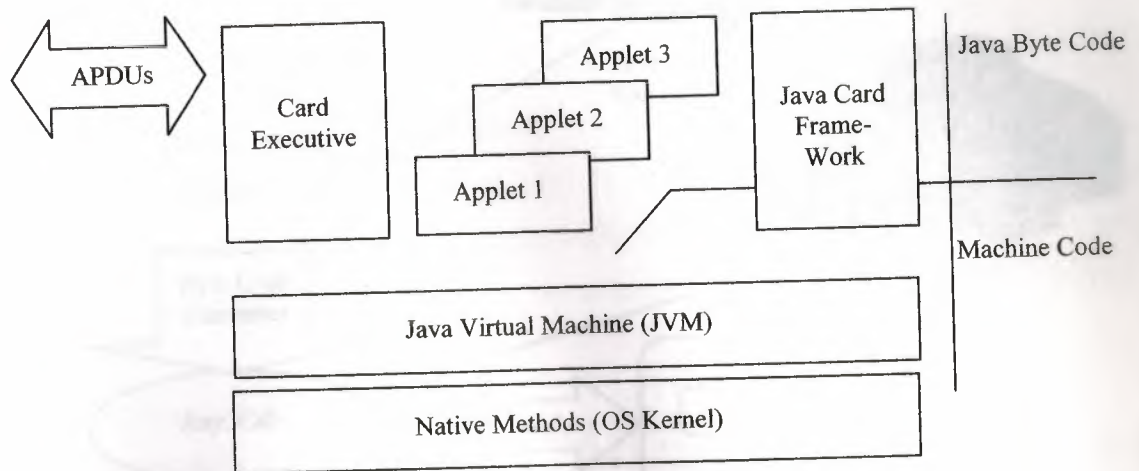 APDUs
Card
Executive
Applet 3
Applet 2
Applet 1
Java Card
Frame-
Work
Java Byte Code
Machine Code
Java Virtual Machine (JVM)
Native Methods (OS Kernel)